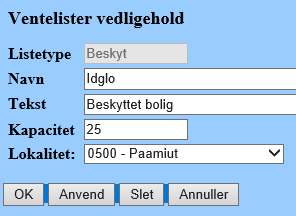 Ventelister vedligehold
Listetype Beskyt
Navn Idglo
Tekst Beskyttet bolig
Kapacitet 25
Lokalitet: 0500 - Paamiut
OK Anvend Slet Annuller